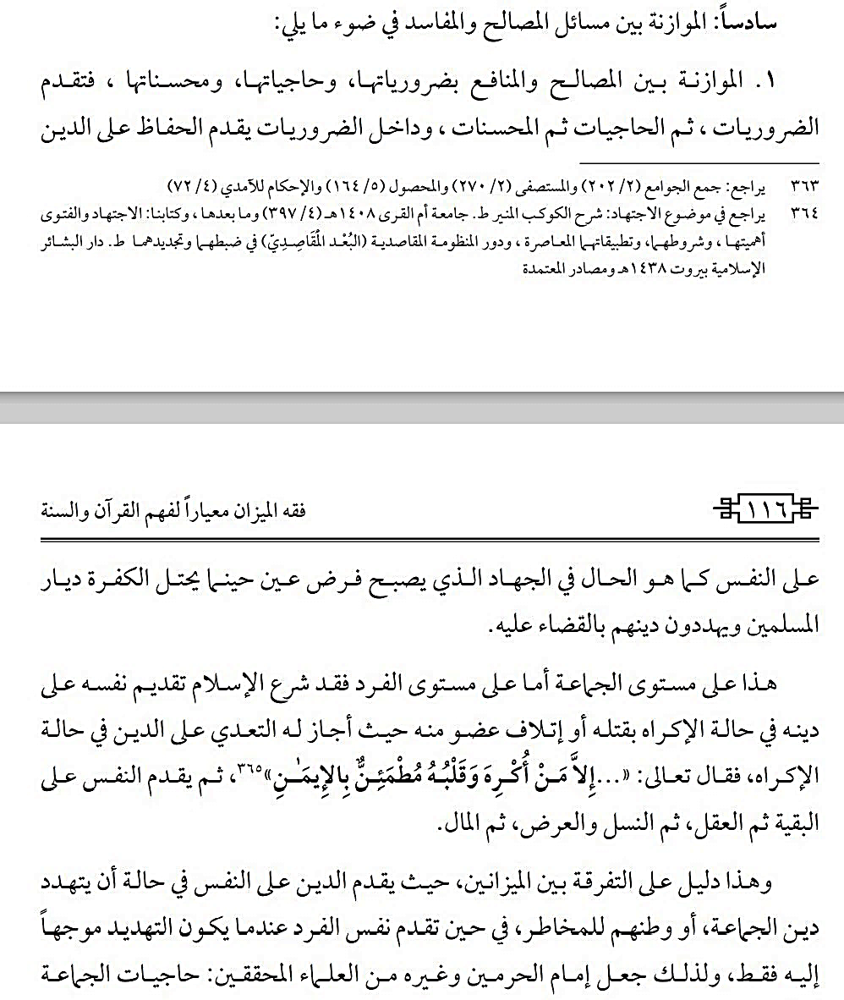 سادساً: الموازنة بين مسائل المصالح والمفاسد في ضوء ما يلي:
١. الموازنة بين المصالح والمنافع بضرورياتها، وحاجياتها، ومحسناتها ، فتقدم
الضروريات ، ثم الحاجيات ثم المحسنات ، وداخل الضروريات يقدم الحفاظ على الدين
٣٦٣ يراجع: جمع الجوامع (٢/ ٢٠٢) والمستصفى (٢/ ٢٧٠) والمحصول (٥/ ١٦٤) والإحكام للآمدي (٤/ ٧٢)
٣٦٤ يراجع في موضوع الاجتهاد: شرح الكوكب المنير ط. جامعة أم القرى ١٤٠٨هـ (٤/ ٣٩٧) وما بعدها ، وكتابنا: الاجتهاد والفتوى
أهميتها ، وشروطها، وتطبيقاتها المعاصرة ، ودور المنظومة المقاصدية (البُعْد المْقَاصِدِيّ) في ضبطهما وتجديدهما ط. دار البشائر
الإسلامية بيروت ١٤٣٨هـ ومصادر المعتمدة
١١٦ فقه الميزان معياراً لفهم القرآن والسنة
على النفس كما هو الحال في الجهاد الذي يصبح فرض عين حينما يحتل الكفرة ديار
المسلمين ويهددون دينهم بالقضاء عليه.
هذا على مستوى الجماعة أما على مستوى الفرد فقد شرع الإسلام تقديم نفسه على
دينه في حالة الإكراه بقتله أو إتلاف عضو منه حيث أجاز له التعدي على الدين في حالة
الإكراه، فقال تعالى: «...إِلاَّ مَنْ أُكْرِهَ وَقَلْبُهُ مُطْمَئِنٌّ بِالإِيمَـٰنِ»٣٦٥، ثم يقدم النفس على
البقية ثم العقل، ثم النسل والعرض، ثم المال.
وهذا دليل على التفرقة بين الميزانين، حيث يقدم الدين على النفس في حالة أن يتهدد
دين الجماعة، أو وطنهم للمخاطر، في حين تقدم نفس الفرد عندما يكون التهديد موجهاً
إليه فقط، ولذلك جعل إمام الحرمين وغيره من العلماء المحققين: حاجيات الجماعة